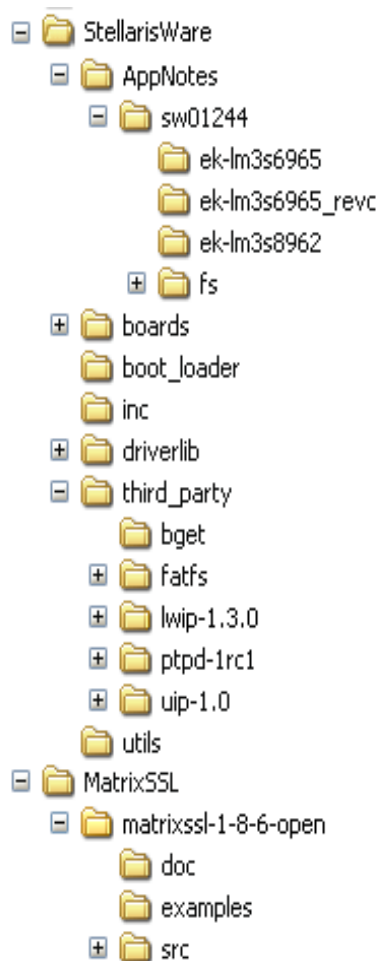 StellarisWare
AppNotes
sw01244
ek-lm3s6965
ek-lm3s6965_revc
ek-lm3s8962
fs
boards
boot_loader
inc
driverlib
third_party
bget
fatfs
lwip-1.3.0
ptpd-1rc1
uip-1.0
utils
MatrixSSL
matrixssl-1-8-6-open
doc
examples
src